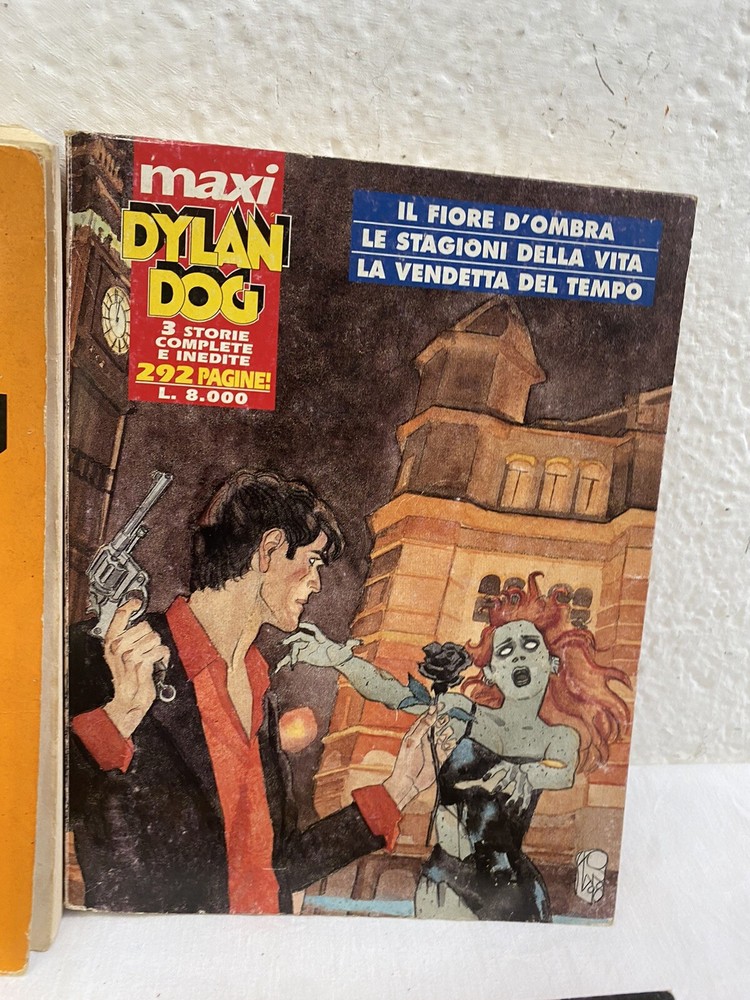 maxi
DYLAN
DOG
3 STORIE
COMPLETE
E INEDITE
292 PAGINE!
L. 8.000
IL FIORE D'OMBRA
LE STAGIONI DELLA VITA
LA VENDETTA DEL TEMPO